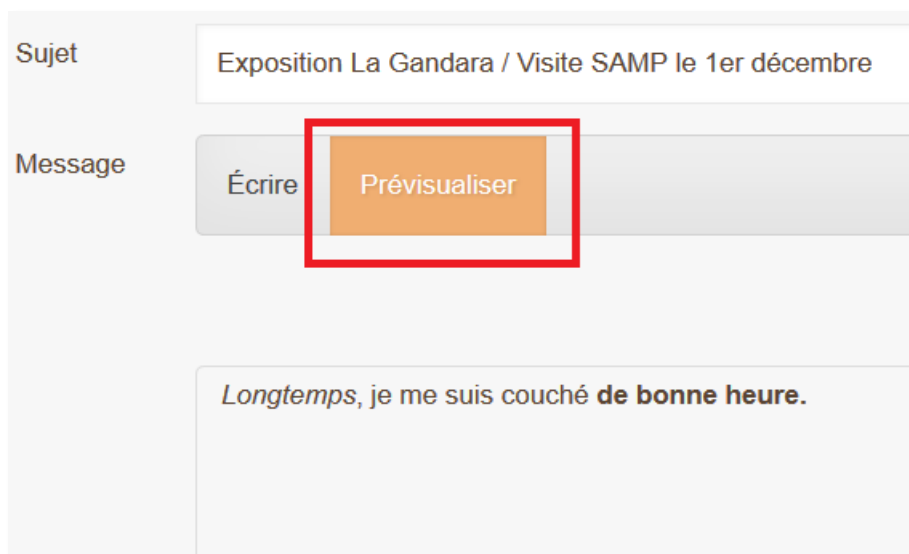 Sujet
Exposition La Gandara / Visite SAMP le 1er décembre
Message
Écrire Prévisualiser
Longtemps, je me suis couché de bonne heure.